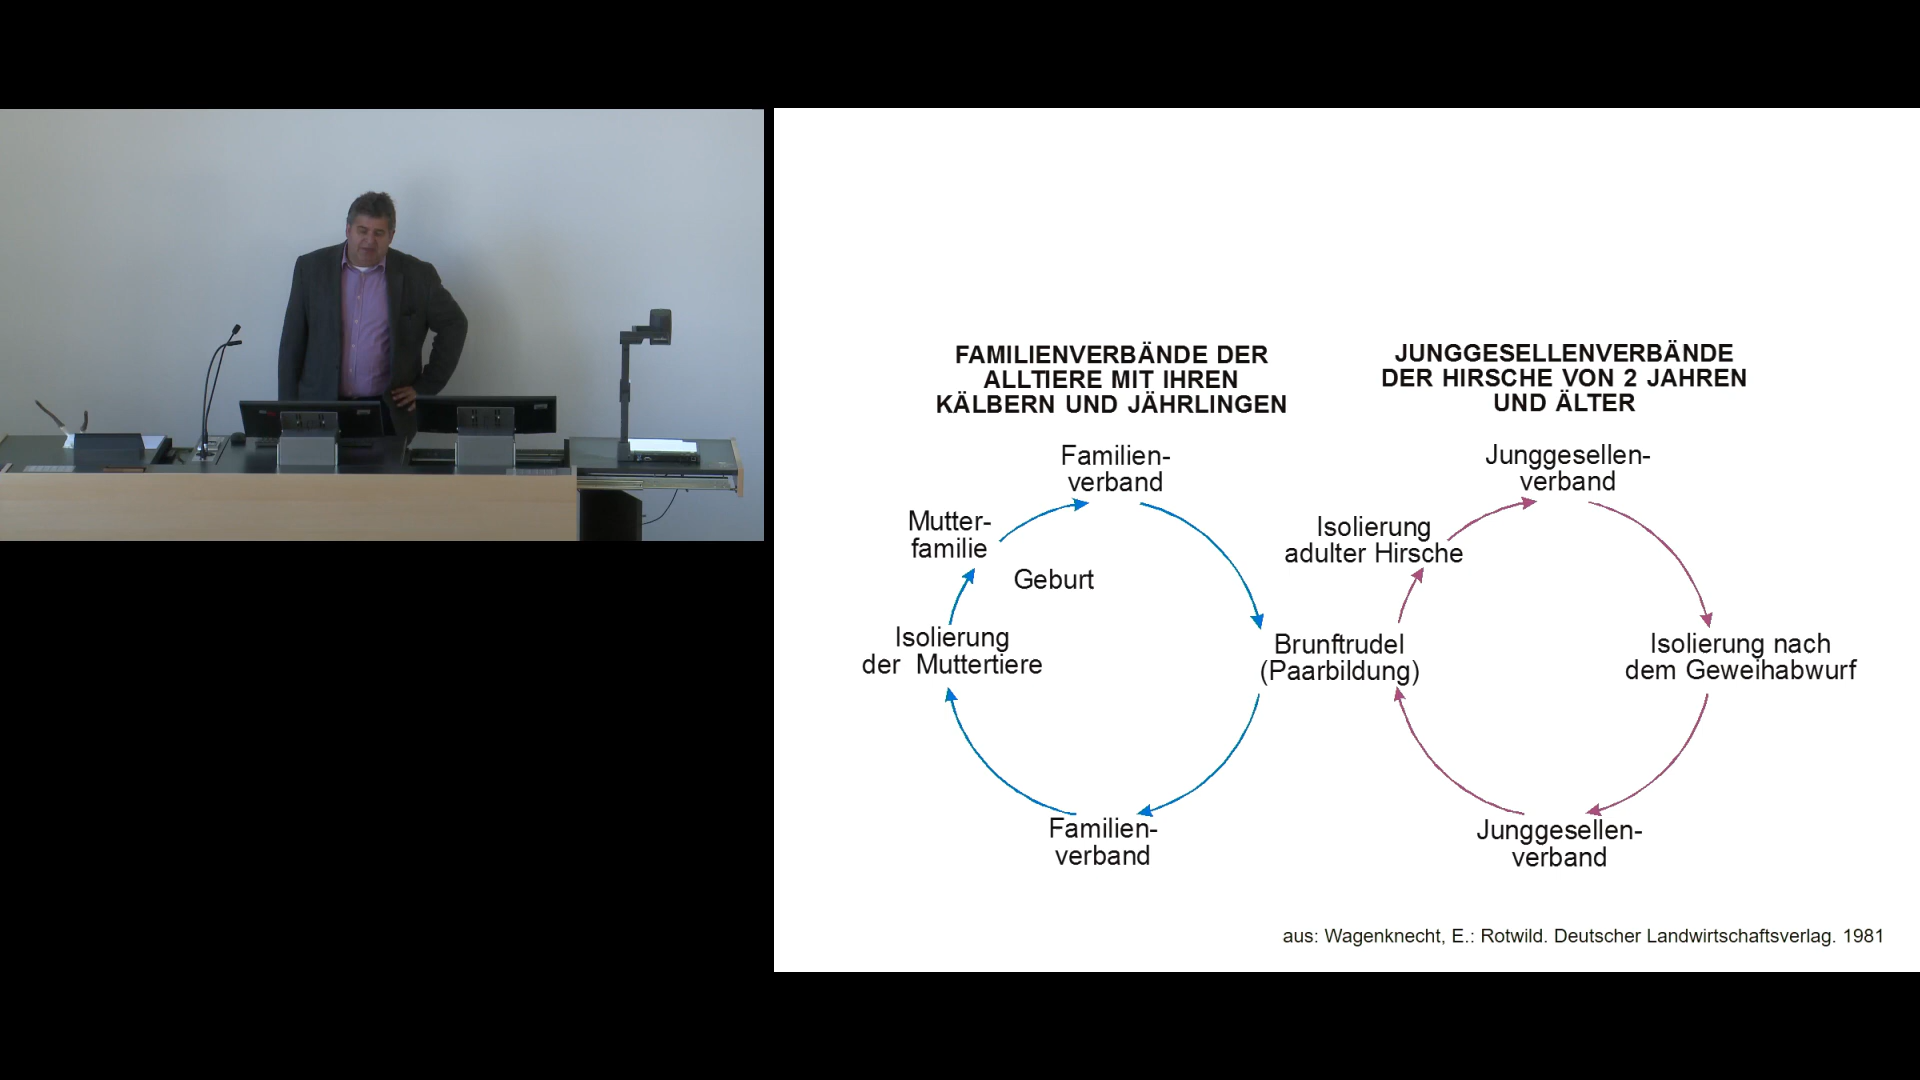 FAMILIENVERBÄNDE DER
ALLTIERE MIT IHREN
KÄLBERN UND JÄHRLINGEN
JUNGGESELLENVERBÄNDE
DER HIRSCHE VON 2 JAHREN
UND ÄLTER
Familien-
verband
Mutter-
familie
Geburt
Isolierung
der Muttertiere
Familien-
verband
Brunftrudel
(Paarbildung)
Junggesellen-
verband
Isolierung
adulter Hirsche
Isolierung nach
dem Geweihabwurf
Junggesellen-
verband
aus: Wagenknecht, E.: Rotwild. Deutscher Landwirtschaftsverlag. 1981